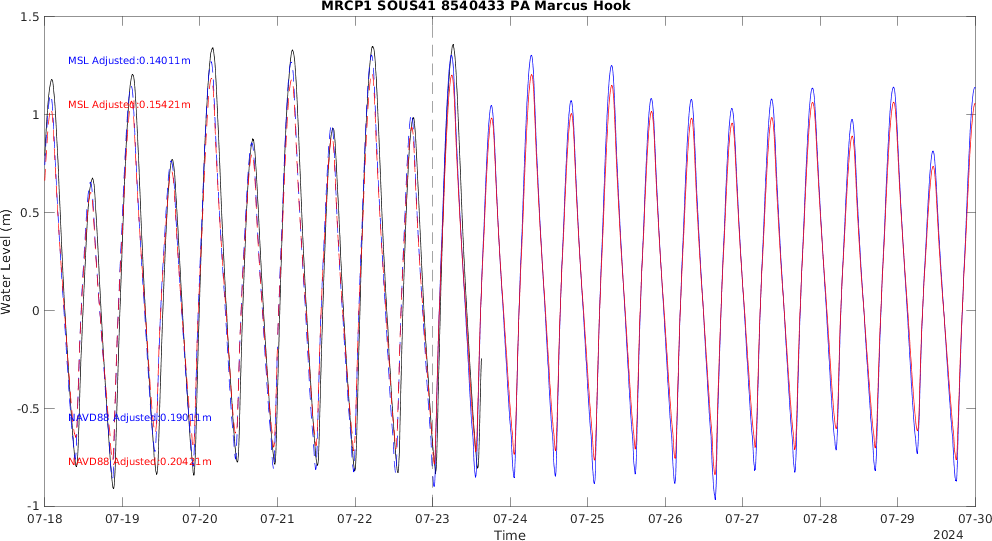 MRCP1 SOUS41 8540433 PA Marcus Hook
1.5
MSL Adjusted:0.14011m
MSL Adjusted:0.15421m
1
0.5
Water Level (m)
0
-0.5
NAVD88 Adjusted:0.19011m
NAVD88 Adjusted:0.20421m
-1
07-18 07-19 07-20 07-21 07-22 07-23 07-24 07-25 07-26 07-27 07-28 07-29 07-30
Time
2024